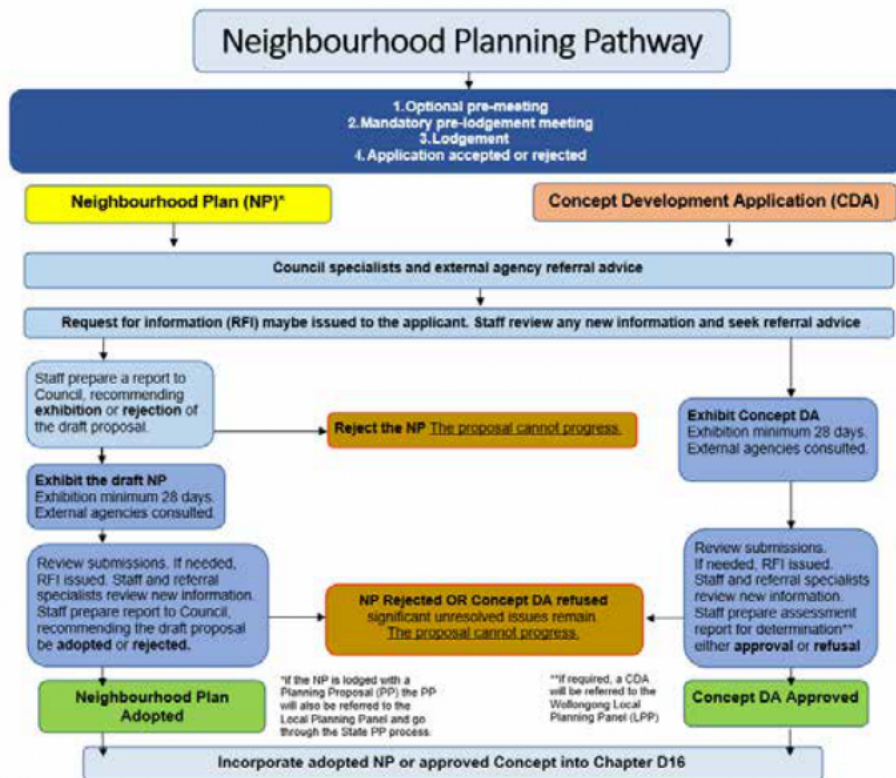 Neighbourhood Planning Pathway
1.Optional pre-meeting
2.Mandatory pre-lodgement meeting
3.Lodgement
4.Application accepted or rejected
Neighbourhood Plan (NP)*
Concept Development Application (CDA)
Council specialists and external agency referral advice
Request for information (RFI) maybe issued to the applicant. Staff review any new information and seek referral advice
Staff prepare a report to
Council, recommending
exhibition or rejection of
the draft proposal.
Reject the NP The proposal cannot progress.
Exhibit Concept DA
Exhibition minimum 28 days.
External agencies consulted.
Exhibit the draft NP
Exhibition minimum 28 days.
External agencies consulted.
Review submissions. If needed,
RFI issued. Staff and referral
specialists review new information.
Staff prepare report to Council,
recommending the draft proposal
be adopted or rejected.
NP Rejected OR Concept DA refused
significant unresolved issues remain
The proposal cannot progress.
Review submissions.
If needed, RFI issued.
Staff and referral specialists
review new information.
Staff prepare assessment
report for determination**
either approval or refusal
Neighbourhood Plan
Adopted
*if the NP is lodged with a
Planning Proposal (PP) the PP
will also be referred to the
Local Planning Panel and go
through the State PP process.
**if required, a CDA
will be referred to the
Wollongong Local
Planning Panel (LPP)
Concept DA Approved
Incorporate adopted NP or approved Concept into Chapter D16